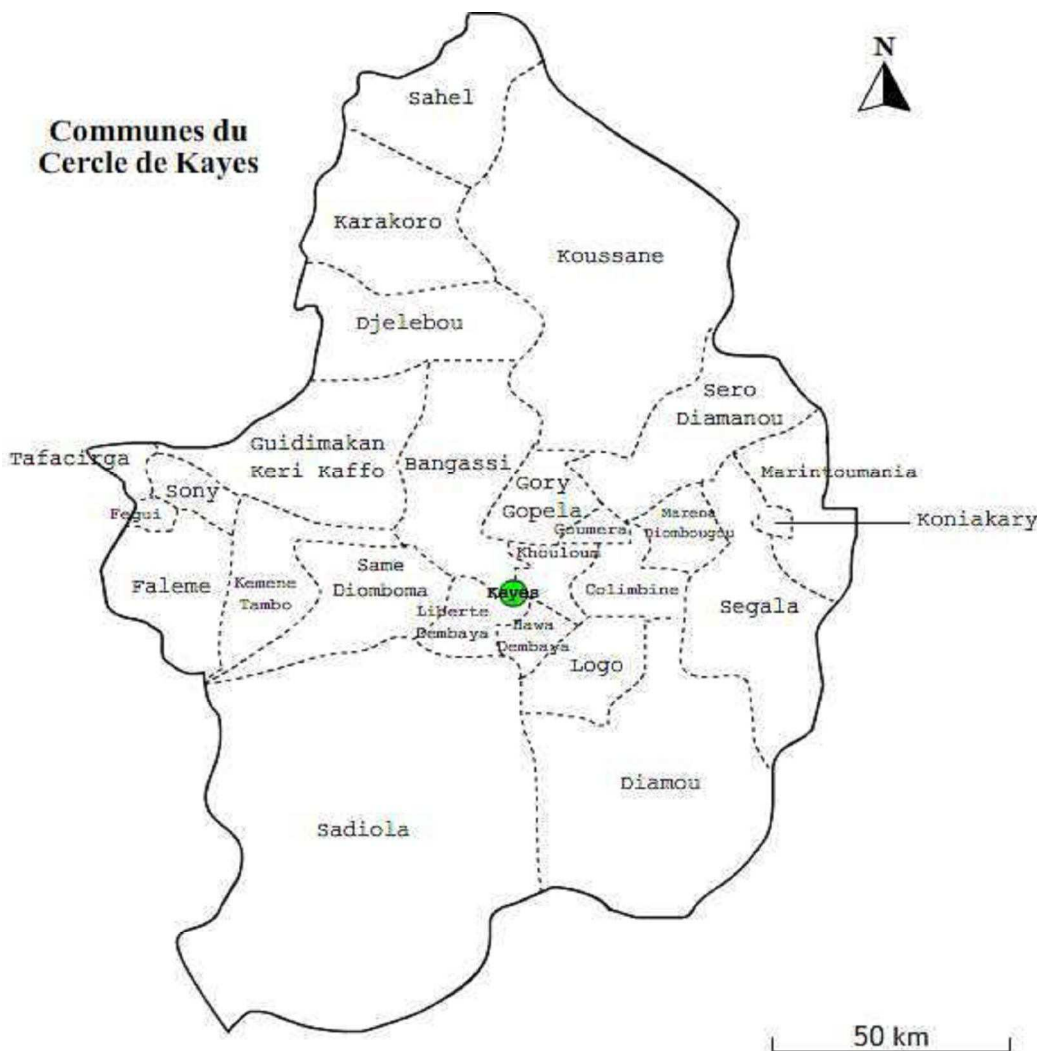 N
Communes du
Cercle de Kayes
Sahel
Karakoro
Koussane
Djelebou
Sero
Diamanou
Guidimakan
Keri Kaffo
Bangassi
Tafacirga
Sony
Gory
Gopela
Marintoumania
Fegui
Goumera
Marena
Diombougou
Koniakary
Khouloum
Same
Diomboma
Faleme
Kemene
Tambo
Kayes
Colimbine
Segala
Liberte
Dembaya
Hawa
Dembaya
Logo
Diamou
Sadiola
50 km